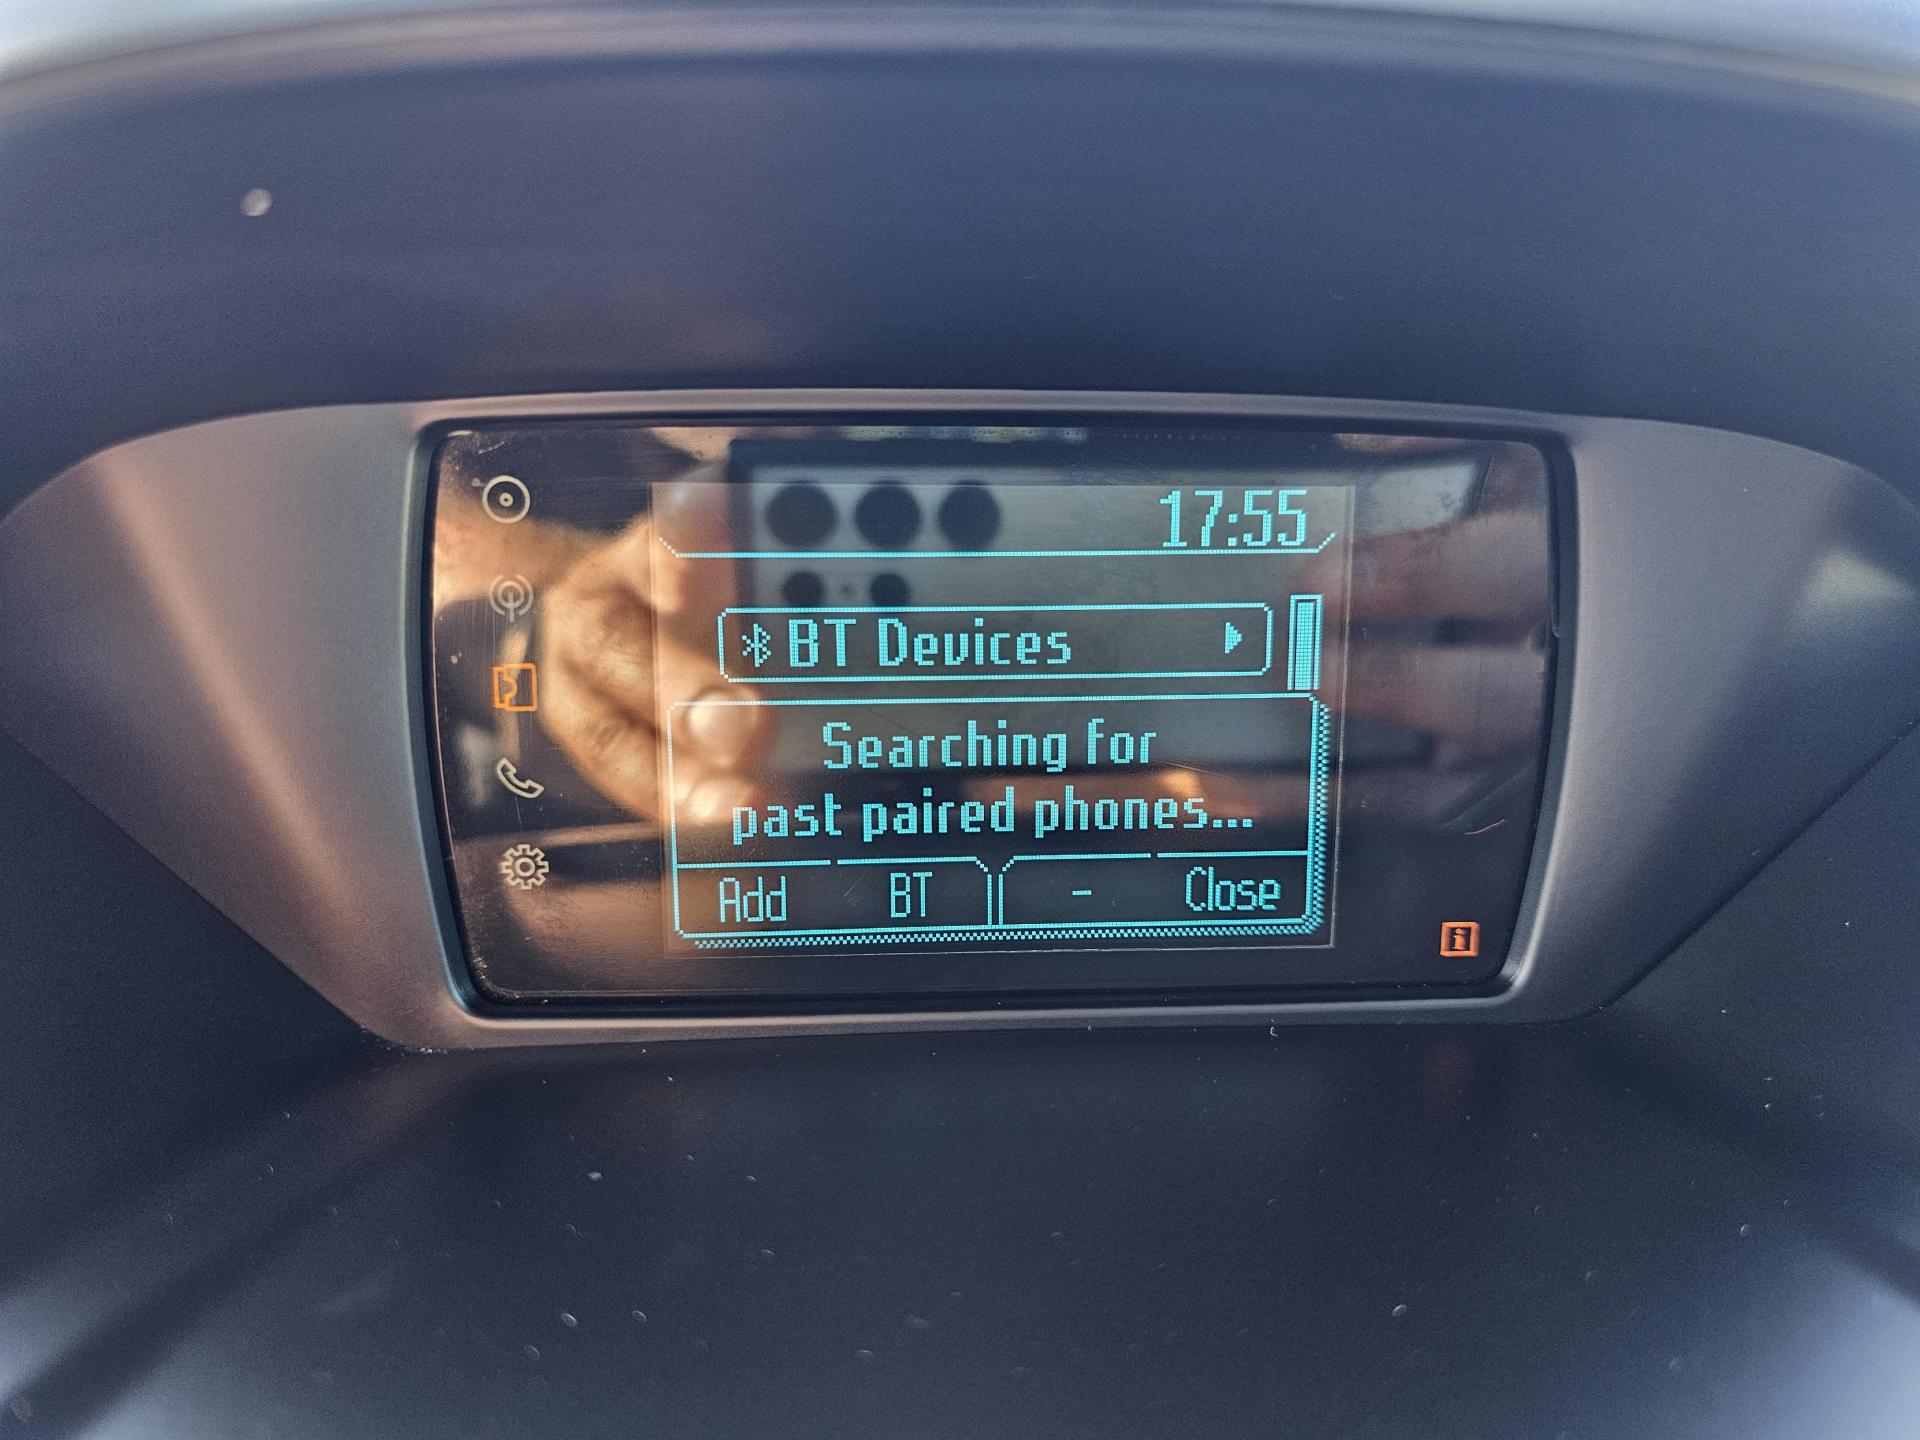 17:55
BT Devices
Searching for
past paired phones...
Add BT - Close
i